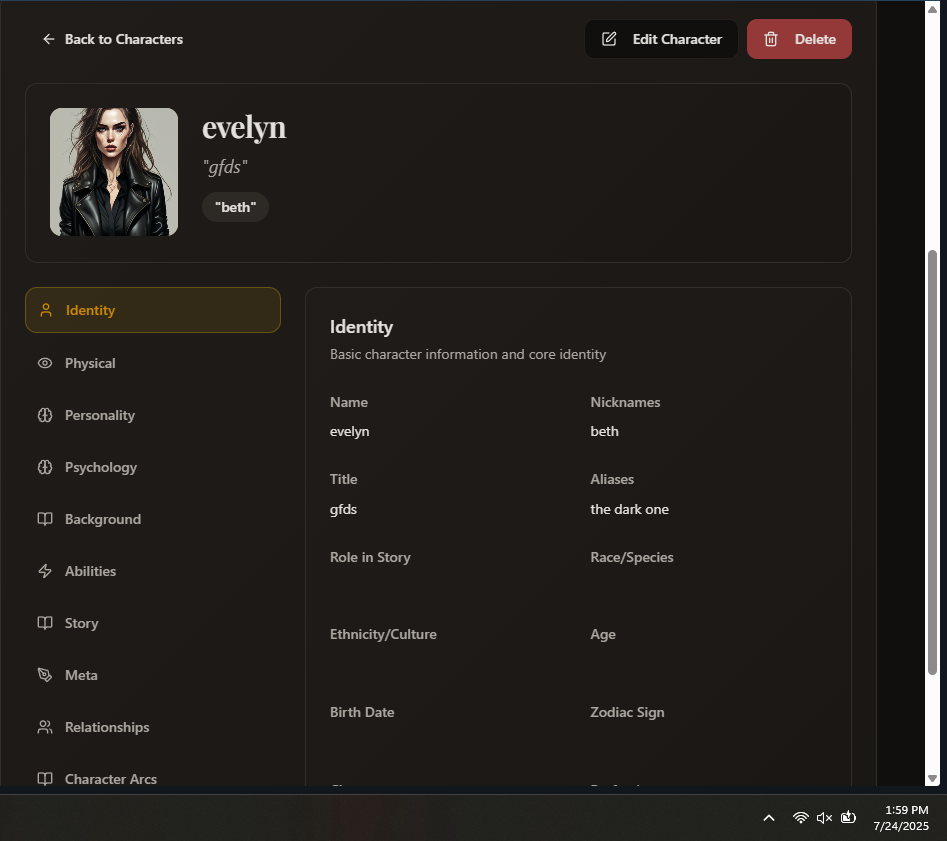 Back to Characters
Edit Character
Delete
evelyn
"gfds"
"beth"
Identity
Physical
Personality
Psychology
Background
Abilities
Story
Meta
Relationships
Character Arcs
Identity
Basic character information and core identity
Name
Nicknames
evelyn
beth
Title
Aliases
gfds
the dark one
Role in Story
Race/Species
Ethnicity/Culture
Age
Birth Date
Zodiac Sign
1:59 PM
7/24/2025